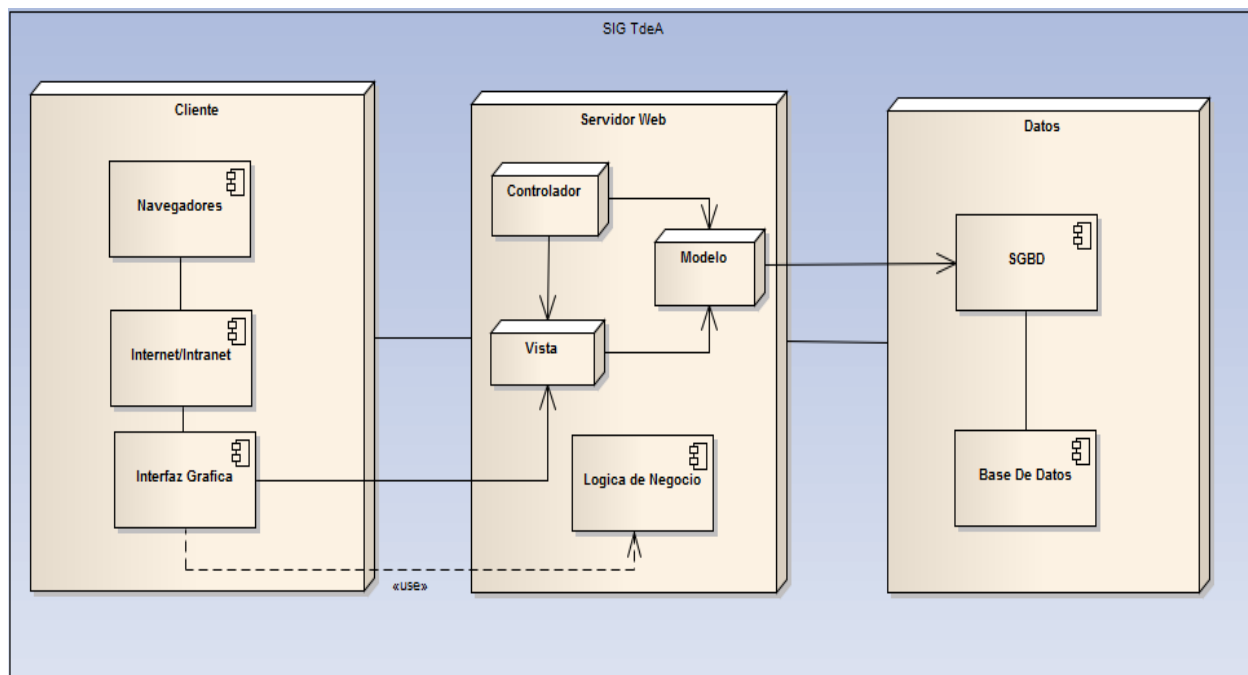 SIG TdeA
Cliente
Navegadores
Internet/Intranet
Interfaz Grafica
«use»
Servidor Web
Controlador
Modelo
Vista
Logica de Negocio
Datos
SGBD
Base De Datos